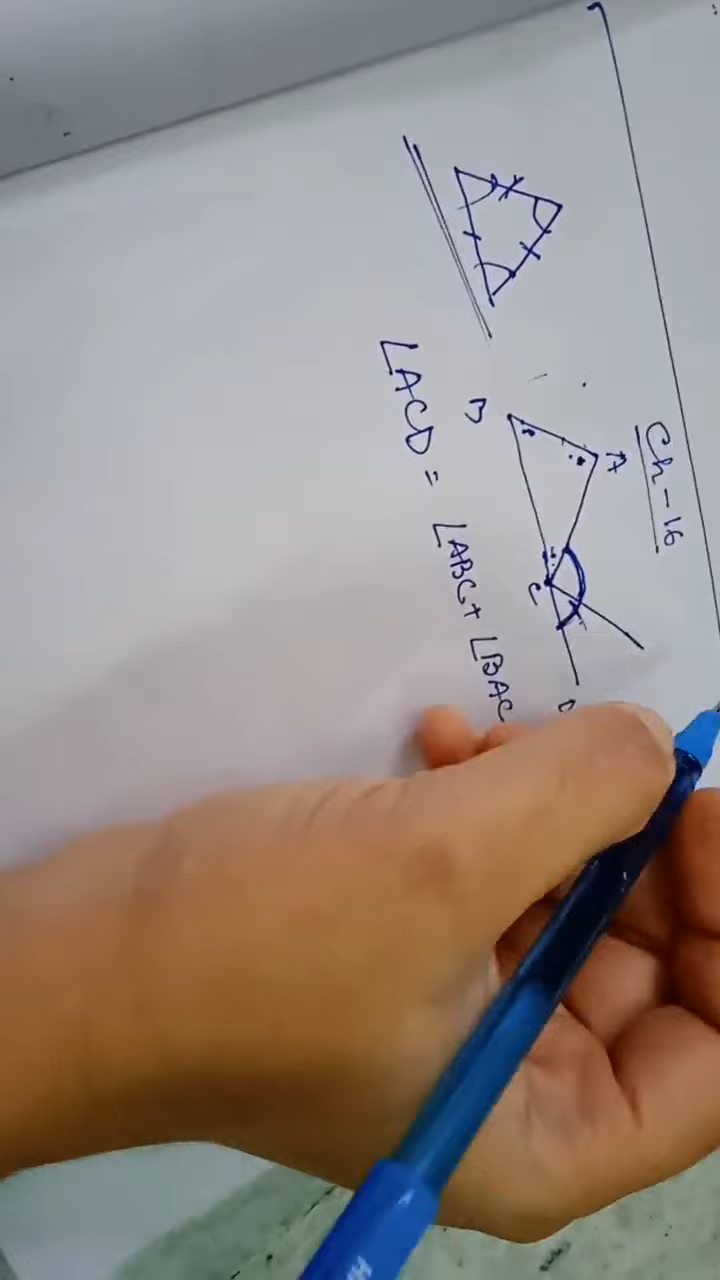 Ch-16
A
B
C
D
∠ACD = ∠ABC + ∠BAC